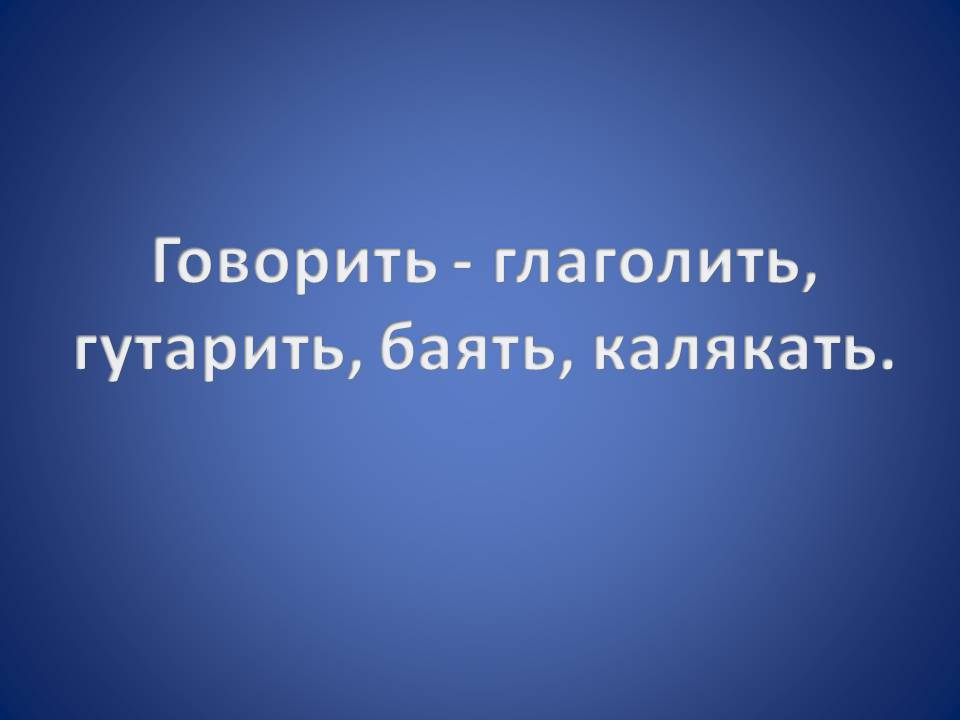 Говорить - глаголить,
гутарить, баять, калякать.